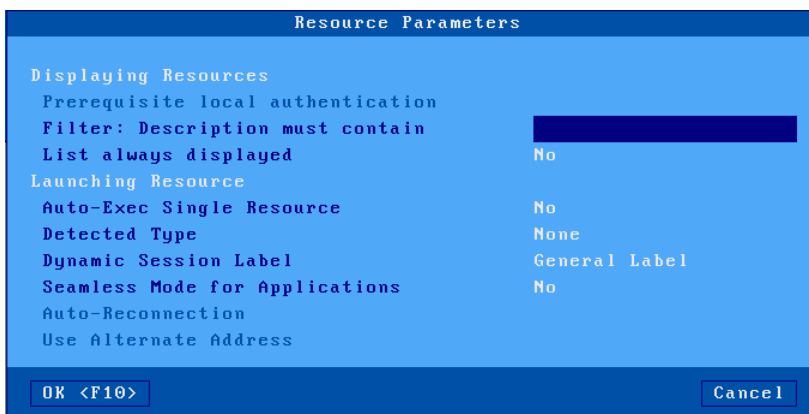 Resource Parameters
Displaying Resources
Prerequisite local authentication
Filter: Description must contain
List always displayed No
Launching Resource
Auto-Exec Single Resource No
Detected Type None
Dynamic Session Label General Label
Seamless Mode for Applications No
Auto-Reconnection
Use Alternate Address
OK <F10> Cancel